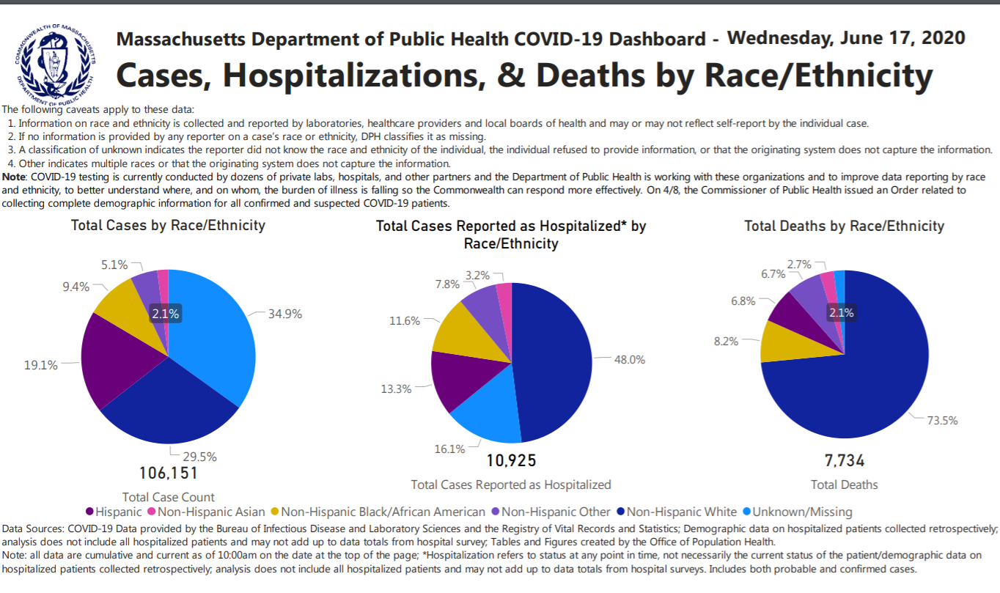 COMMONWEALTH OF MASSACHUSETTS
DEPARTMENT OF PUBLIC HEALTH
Massachusetts Department of Public Health COVID-19 Dashboard - Wednesday, June 17, 2020
Cases, Hospitalizations, & Deaths by Race/Ethnicity
The following caveats apply to these data:
1. Information on race and ethnicity is collected and reported by laboratories, healthcare providers and local boards of health and may or may not reflect self-report by the individual case.
2. If no information is provided by any reporter on a case's race or ethnicity, DPH classifies it as missing.
3. A classification of unknown indicates the reporter did not know the race and ethnicity of the individual, the individual refused to provide information, or that the originating system does not capture the information.
4. Other indicates multiple races or that the originating system does not capture the information.
Note: COVID-19 testing is currently conducted by dozens of private labs, hospitals, and other partners and the Department of Public Health is working with these organizations and to improve data reporting by race
and ethnicity, to better understand where, and on whom, the burden of illness is falling so the Commonwealth can respond more effectively. On 4/8, the Commissioner of Public Health issued an Order related to
collecting complete demographic information for all confirmed and suspected COVID-19 patients.
Total Cases by Race/Ethnicity
5.1%
9.4%
2.1%
34.9%
19.1%
29.5%
106,151
Total Case Count
Total Cases Reported as Hospitalized* by
Race/Ethnicity
3.2%
7.8%
11.6%
48.0%
13.3%
16.1%
10,925
Total Cases Reported as Hospitalized
Total Deaths by Race/Ethnicity
2.7%
6.7%
6.8%
2.1%
8.2%
73.5%
7,734
Total Deaths
Hispanic Non-Hispanic Asian Non-Hispanic Black/African American Non-Hispanic Other Non-Hispanic White Unknown/Missing
Data Sources: COVID-19 Data provided by the Bureau of Infectious Disease and Laboratory Sciences and the Registry of Vital Records and Statistics; Demographic data on hospitalized patients collected retrospectively;
analysis does not include all hospitalized patients and may not add up to data totals from hospital survey; Tables and Figures created by the Office of Population Health.
Note: all data are cumulative and current as of 10:00am on the date at the top of the page; *Hospitalization refers to status at any point in time, not necessarily the current status of the patient/demographic data on
hospitalized patients collected retrospectively; analysis does not include all hospitalized patients and may not add up to data totals from hospital surveys. Includes both probable and confirmed cases.